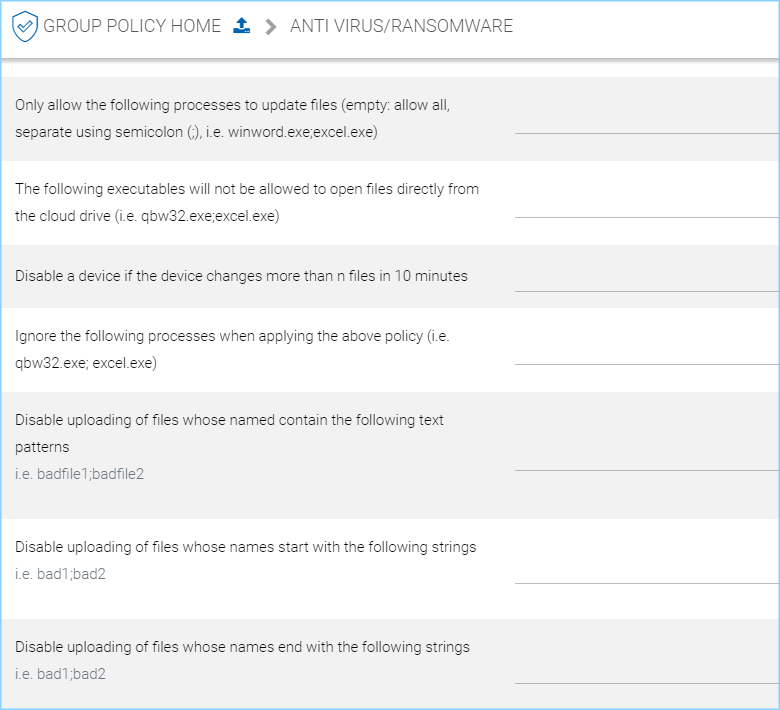 GROUP POLICY HOME > ANTI VIRUS/RANSOMWARE
Only allow the following processes to update files (empty: allow all,
separate using semicolon (;), i.e. winword.exe;excel.exe)
The following executables will not be allowed to open files directly from
the cloud drive (i.e. qbw32.exe;excel.exe)
Disable a device if the device changes more than n files in 10 minutes
Ignore the following processes when applying the above policy (i.e.
qbw32.exe; excel.exe)
Disable uploading of files whose named contain the following text
patterns
i.e. badfile1;badfile2
Disable uploading of files whose names start with the following strings
i.e. bad1;bad2
Disable uploading of files whose names end with the following strings
i.e. bad1;bad2